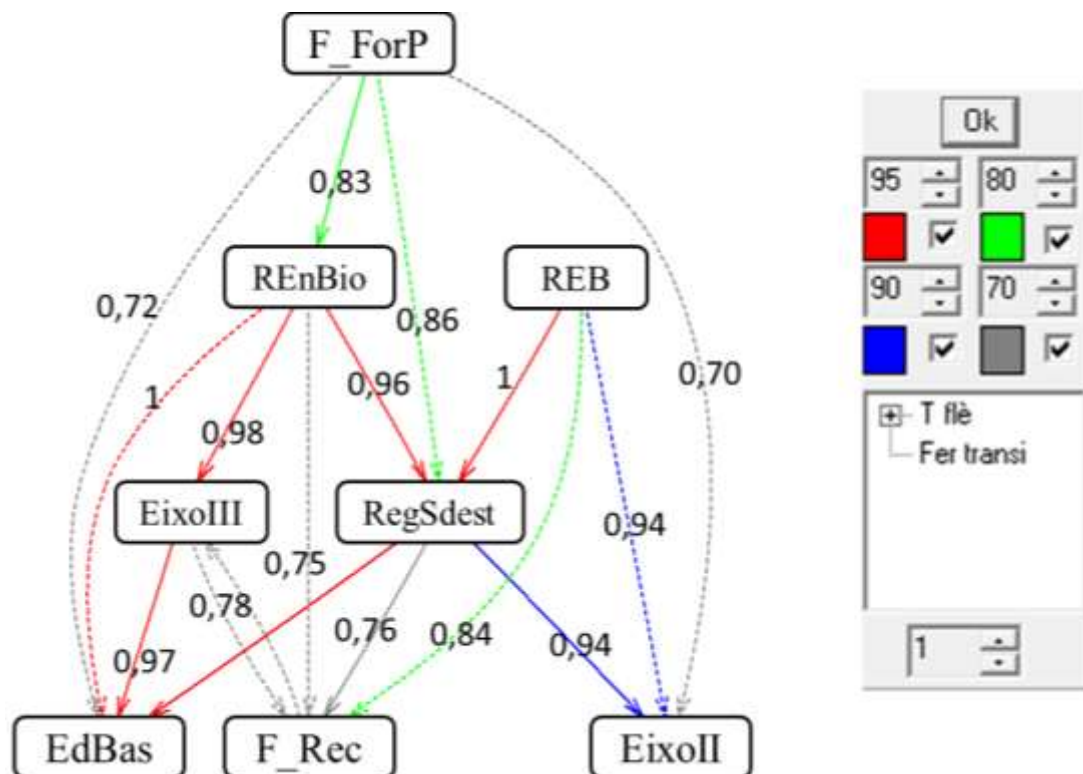 F_ForP
0,83
REnBio
REB
0,72
0,86
0,70
1
0,96
1
0,98
EixoIII
RegSdest
0,94
0,75
0,78
0,76
0,84
0,94
0,97
EdBas
F_Rec
EixoII
Ok
95 80
90 70
T flè
Fer transi
1